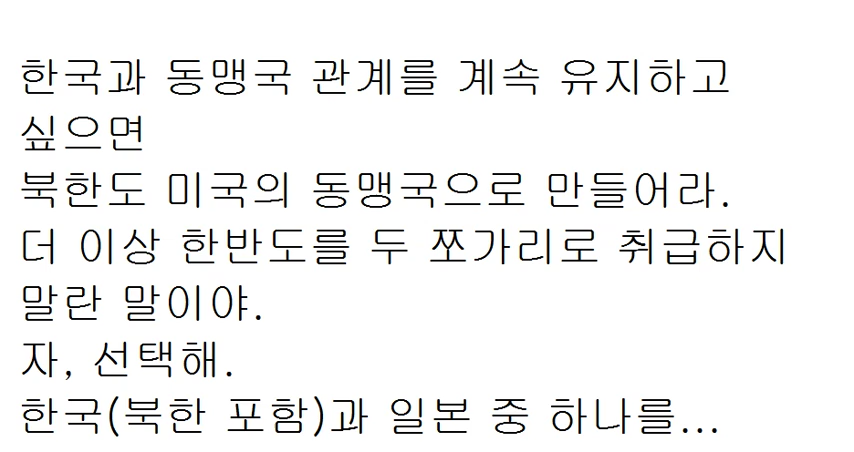 한국과 동맹국 관계를 계속 유지하고
싶으면
북한도 미국의 동맹국으로 만들어라.
더 이상 한반도를 두 쪼가리로 취급하지
말란 말이야.
자, 선택해.
한국(북한 포함)과 일본 중 하나를...